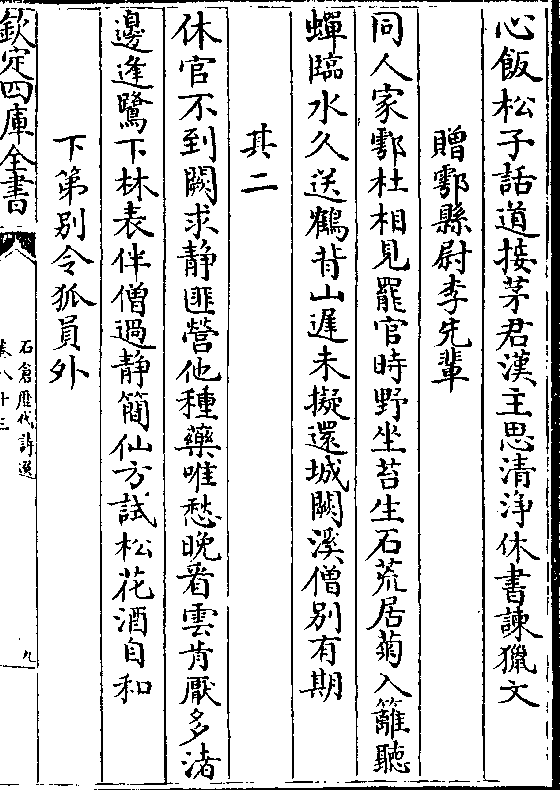 心飯松子話道接茅君漢主思清浄休書諫獵文
贈鄠縣尉李先輩
同人家鄠杜相見罷官時野坐苔生石荒居菊入籬聽
蟬臨水久送鶴背山遲未擬還城闕溪僧別有期
其二
休官不到闕求静匪營他種藥唯愁晚看雲肯厭多渚
邊逢鷺下林表伴僧過静簡仙方試松花酒自和
下第别令狐員外
欽定四庫全書
石倉歴代詩選
卷八十三
九